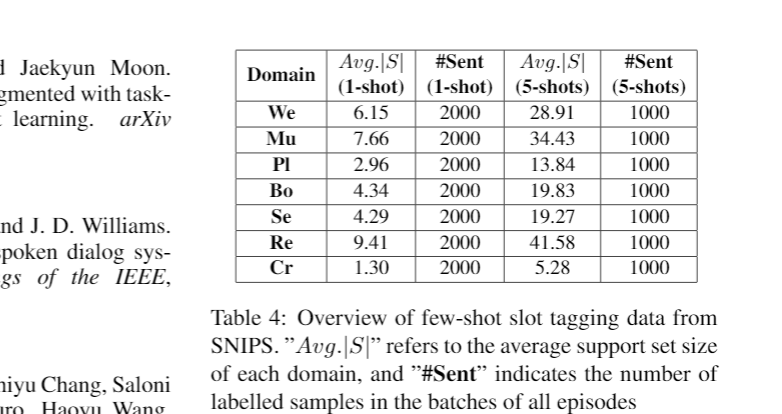 Jaekyun Moon.
gmented with task-
learning. arXiv
nd J. D. Williams.
spoken dialog sys-
gs of the IEEE,
hiyu Chang, Saloni
uro, Haoyu Wang,
Domain Avg.|S| (1-shot) #Sent (1-shot) Avg.|S| (5-shots) #Sent (5-shots)
We 6.15 2000 28.91 1000
Mu 7.66 2000 34.43 1000
Pl 2.96 2000 13.84 1000
Bo 4.34 2000 19.83 1000
Se 4.29 2000 19.27 1000
Re 9.41 2000 41.58 1000
Cr 1.30 2000 5.28 1000
Table 4: Overview of few-shot slot tagging data from
SNIPS. ”Avg.|S|” refers to the average support set size
of each domain, and ”#Sent” indicates the number of
labelled samples in the batches of all episodes